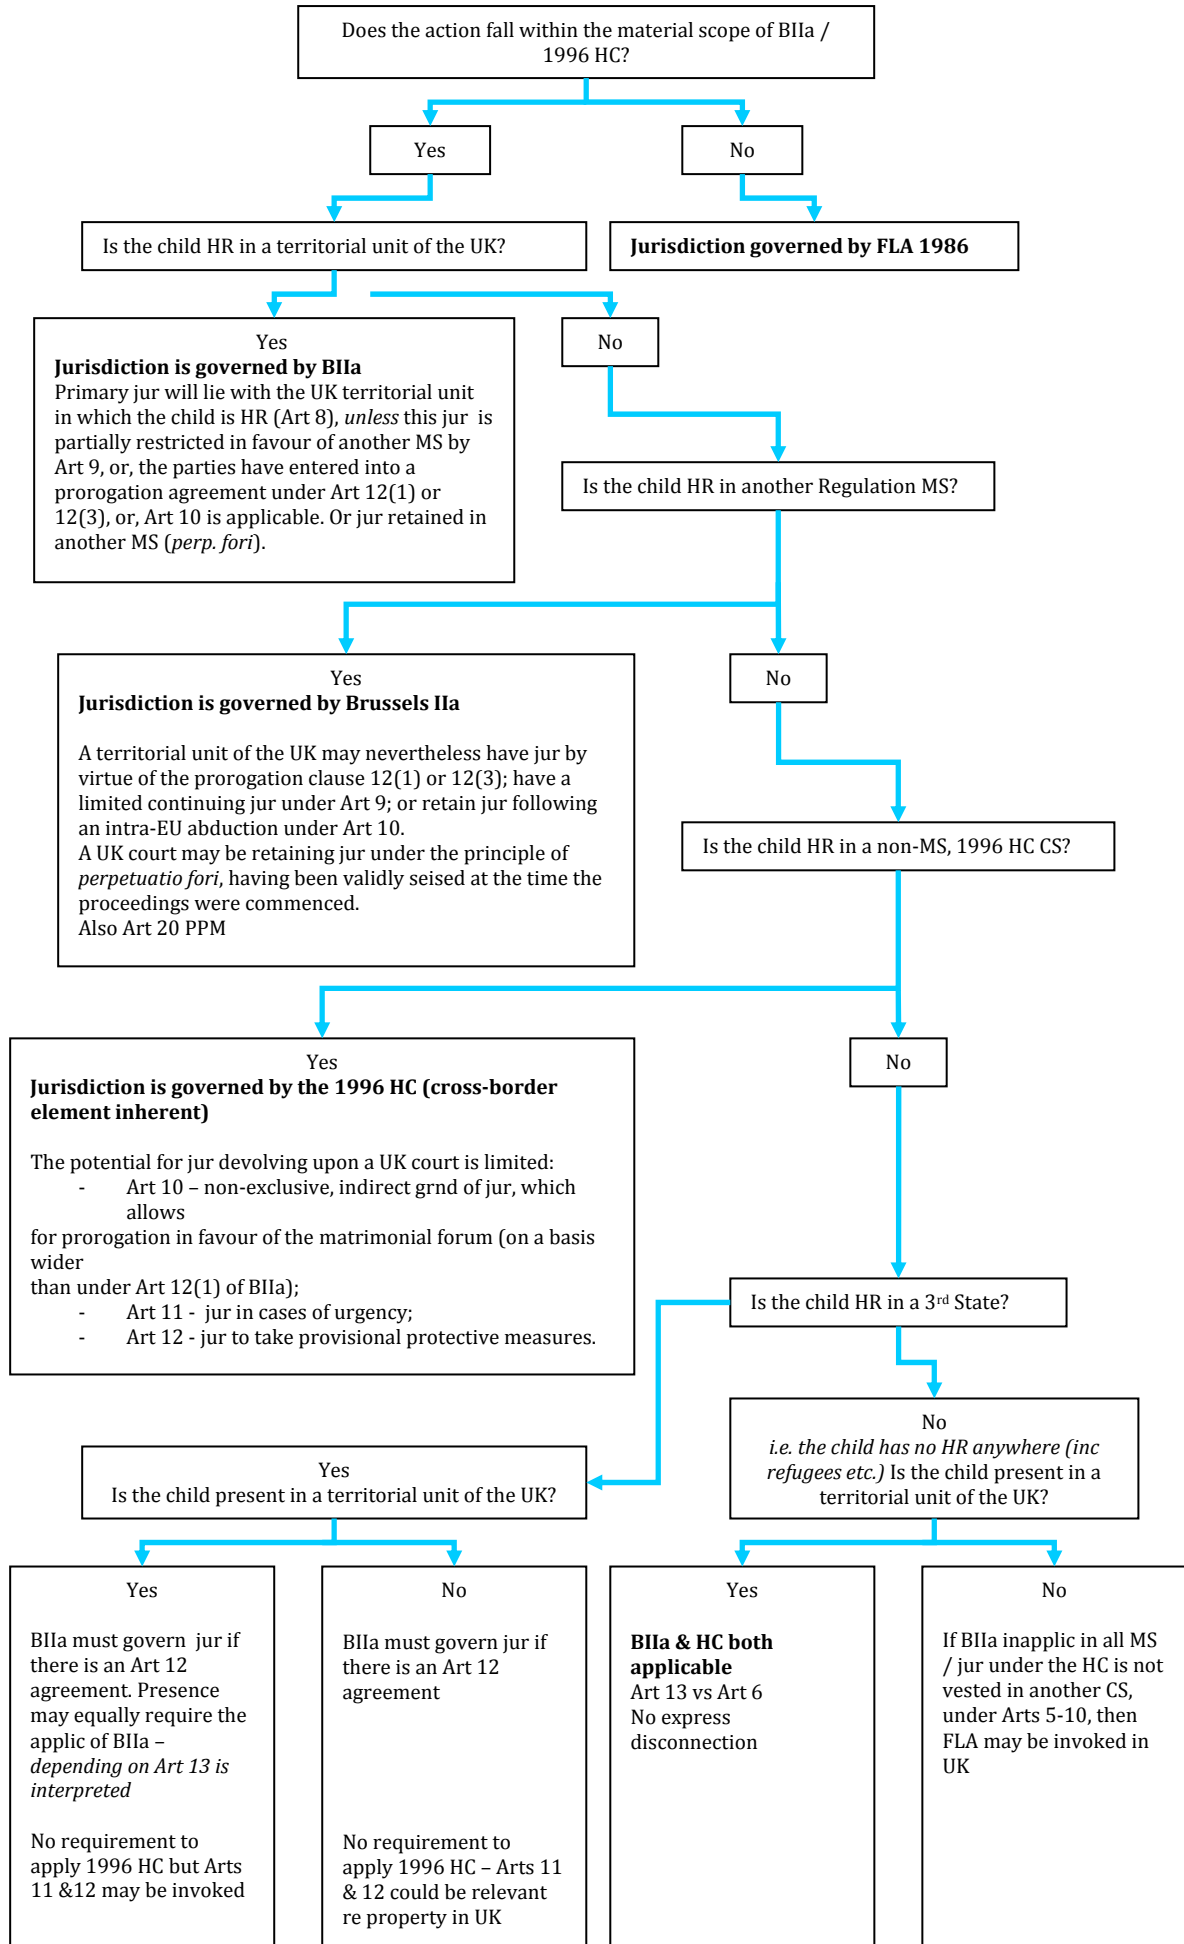 Does the action fall within the material scope of BIIa /
1996 HC?
Yes
No
Is the child HR in a territorial unit of the UK?
Jurisdiction governed by FLA 1986
Yes
Jurisdiction is governed by BIIa
Primary jur will lie with the UK territorial unit
in which the child is HR (Art 8), unless this jur is
partially restricted in favour of another MS by
Art 9, or, the parties have entered into a
prorogation agreement under Art 12(1) or
12(3), or, Art 10 is applicable. Or jur retained in
another MS (perp. fori).
No
Is the child HR in another Regulation MS?
Yes
Jurisdiction is governed by Brussels IIa
A territorial unit of the UK may nevertheless have jur by
virtue of the prorogation clause 12(1) or 12(3); have a
limited continuing jur under Art 9; or retain jur following
an intra-EU abduction under Art 10.
A UK court may be retaining jur under the principle of
perpetuatio fori, having been validly seised at the time the
proceedings were commenced.
Also Art 20 PPM
No
Is the child HR in a non-MS, 1996 HC CS?
Yes
Jurisdiction is governed by the 1996 HC (cross-border
element inherent)
The potential for jur devolving upon a UK court is limited:
- Art 10 – non-exclusive, indirect grnd of jur, which
allows
for prorogation in favour of the matrimonial forum (on a basis
wider
than under Art 12(1) of BIIa);
- Art 11 - jur in cases of urgency;
- Art 12 - jur to take provisional protective measures.
No
Is the child HR in a 3rd State?
Yes
Is the child present in a territorial unit of the UK?
No
i.e. the child has no HR anywhere (inc
refugees etc.) Is the child present in a
territorial unit of the UK?
Yes
BIIa must govern jur if
there is an Art 12
agreement. Presence
may equally require the
applic of BIIa –
depending on Art 13 is
interpreted
No requirement to
apply 1996 HC but Arts
11 &12 may be invoked
No
BIIa must govern jur if
there is an Art 12
agreement
No requirement to
apply 1996 HC – Arts 11
& 12 could be relevant
re property in UK
Yes
BIIa & HC both
applicable
Art 13 vs Art 6
No express
disconnection
No
If BIIa inapplic in all MS
/ jur under the HC is not
vested in another CS,
under Arts 5-10, then
FLA may be invoked in
UK